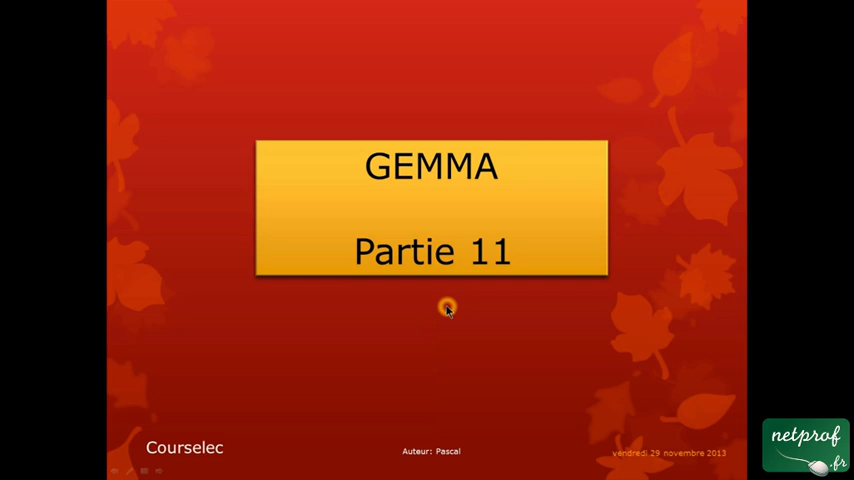 GEMMA
Partie 11
Courselec
Auteur: Pascal
vendredi 29 novembre 2013
netprof
.fr